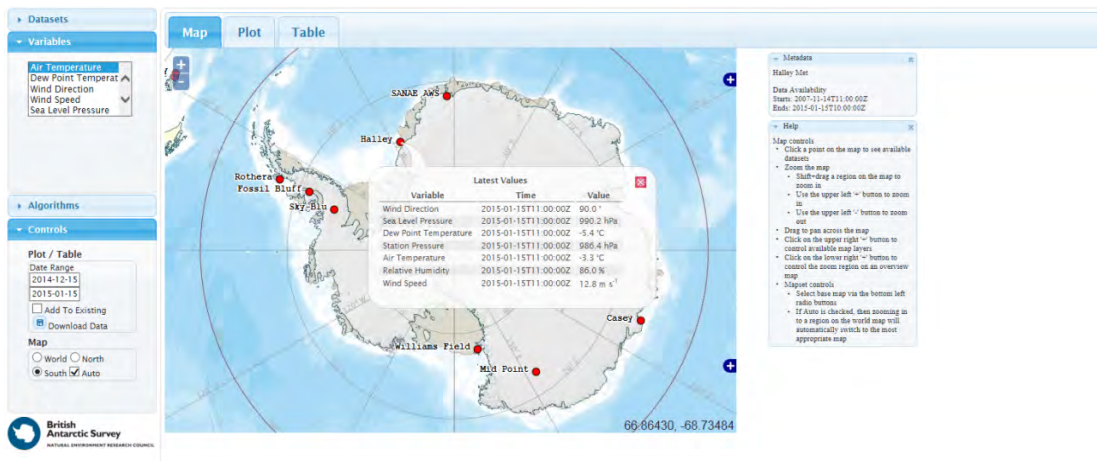 Datasets
Variables
Air Temperature
Dew Point Temperat
Wind Direction
Wind Speed
Sea Level Pressure
Algorithms
Controls
Plot / Table
Date Range
2014-12-15
2015-01-15
Add To Existing
Download Data
Map
World North
South Auto
British
Antarctic Survey
NATURAL ENVIRONMENT RESEARCH COUNCIL
Map Plot Table
+
-
SANAE AWS
Halley
Rothera
Fossil Bluff
Sky-Blu
Latest Values
Variable Time Value
Wind Direction 2015-01-15T11:00:00Z 90.0 °
Sea Level Pressure 2015-01-15T11:00:00Z 990.2 hPa
Dew Point Temperature 2015-01-15T11:00:00Z -5.4 °C
Station Pressure 2015-01-15T11:00:00Z 986.4 hPa
Air Temperature 2015-01-15T11:00:00Z -3.3 °C
Relative Humidity 2015-01-15T11:00:00Z 86.0 %
Wind Speed 2015-01-15T11:00:00Z 12.8 m s⁻¹
Casey
Williams Field
Mid Point
66.86430, -68.73484
Metadata
Halley Met
Data Availability
Starts: 2007-11-14T11:00:00Z
Ends: 2015-01-15T10:00:00Z
Help
Map controls
• Click a point on the map to see available
datasets
• Zoom the map
• Shift+drag a region on the map to
zoom in
• Use the upper left '+' button to zoom
in
• Use the upper left '-' button to zoom
out
• Drag to pan across the map
• Click on the upper right '+' button to
control available map layers
• Click on the lower right '+' button to
control the zoom region on an overview
map
• Mapset controls
• Select base map via the bottom left
radio buttons
• If Auto is checked, then zooming in
to a region on the world map will
automatically switch to the most
appropriate map